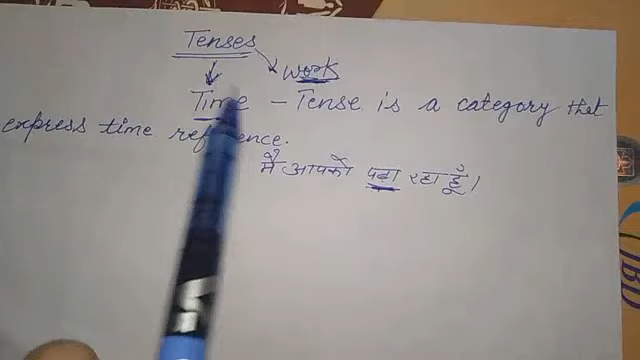 Tenses
Work
Time - Tense is a category that
express time reference.
मैं आपको पढ़ा रहा हूँ।